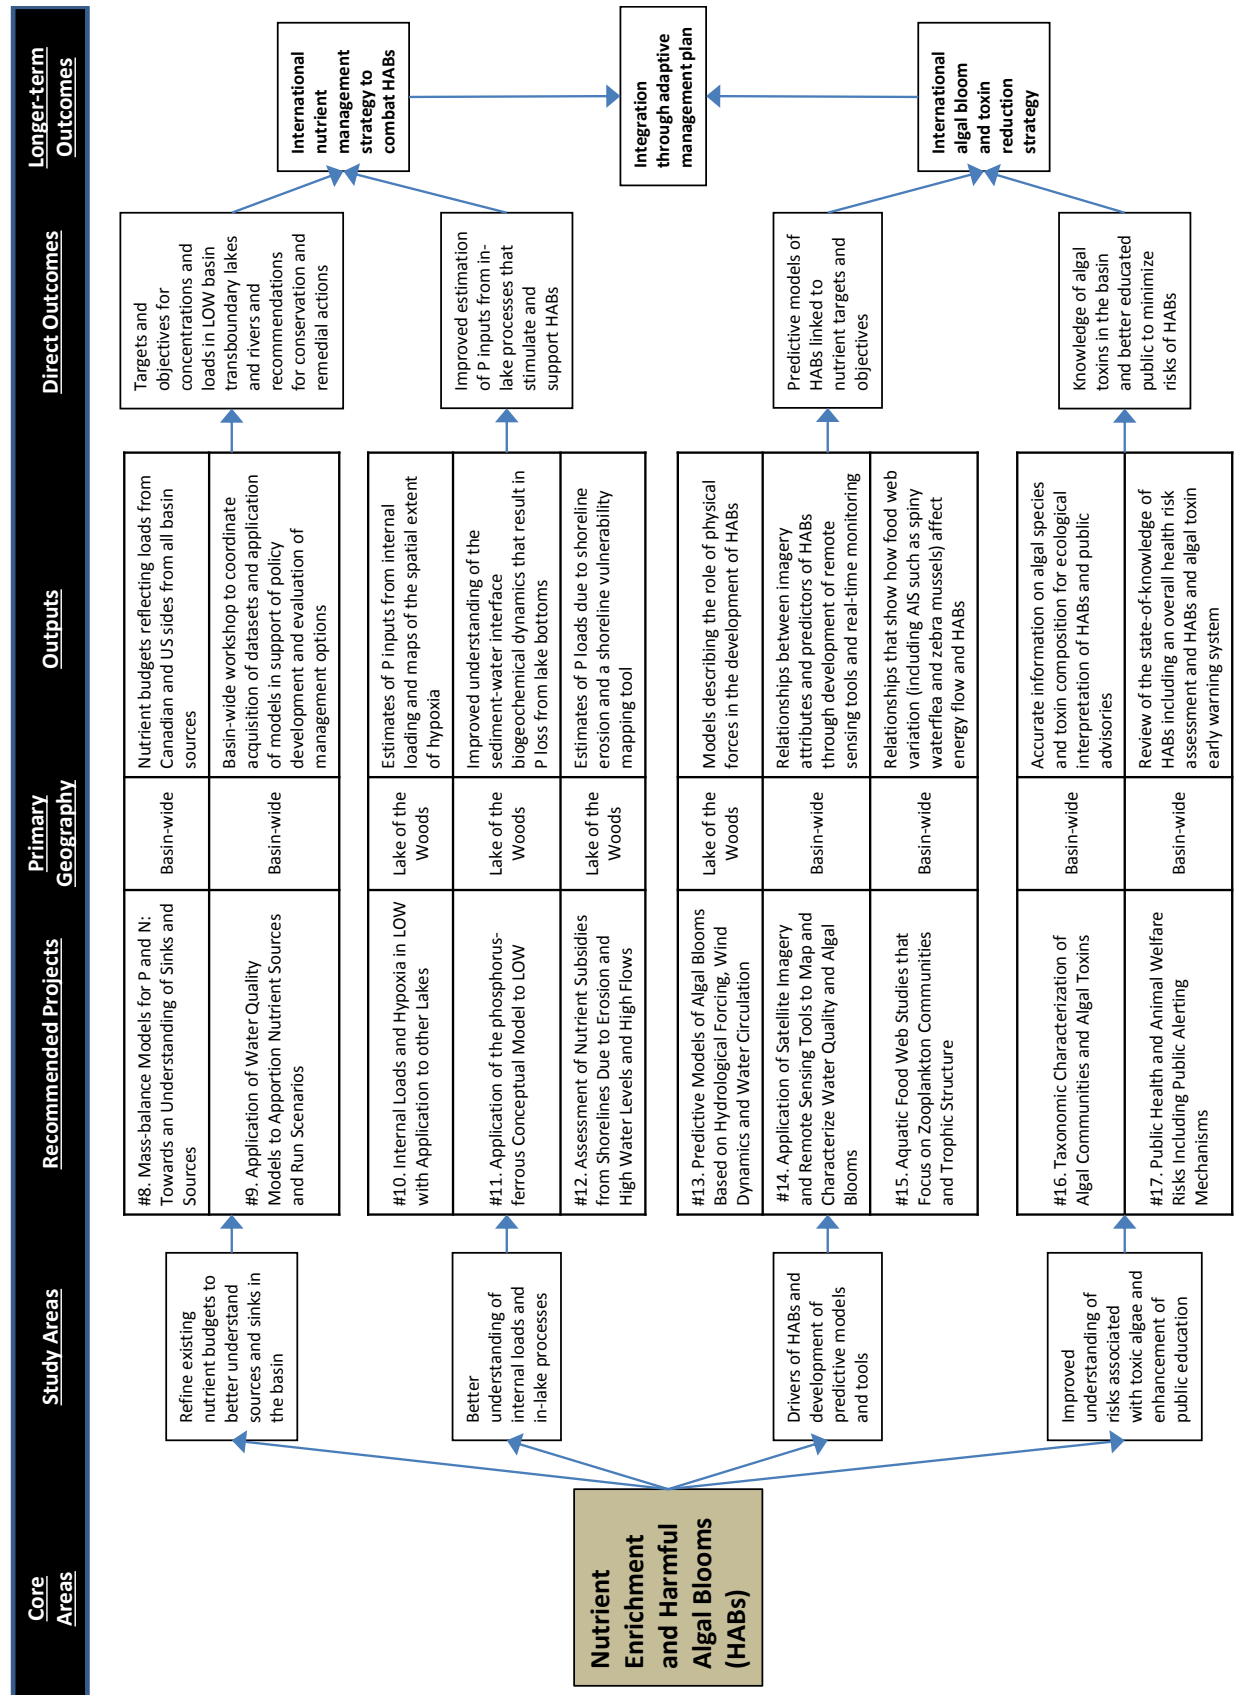 Core
Areas
Study Areas
Recommended Projects
Primary
Geography
Outputs
Direct Outcomes
Longer-term
Outcomes
Nutrient
Enrichment
and Harmful
Algal Blooms
(HABs)
Refine existing
nutrient budgets to
better understand
sources and sinks in
the basin
#8. Mass-balance Models for P and N:
Towards an Understanding of Sinks and
Sources
Basin-wide
Nutrient budgets reflecting loads from
Canadian and US sides from all basin
sources
#9. Application of Water Quality
Models to Apportion Nutrient Sources
and Run Scenarios
Basin-wide
Basin-wide workshop to coordinate
acquisition of datasets and application
of models in support of policy
development and evaluation of
management options
Targets and
objectives for
concentrations and
loads in LOW basin
transboundary lakes
and rivers and
recommendations
for conservation and
remedial actions
Better
understanding of
internal loads and
in-lake processes
#10. Internal Loads and Hypoxia in LOW
with Application to other Lakes
Lake of the
Woods
Estimates of P inputs from internal
loading and maps of the spatial extent
of hypoxia
#11. Application of the phosphorus-
ferrous Conceptual Model to LOW
Lake of the
Woods
Improved understanding of the
sediment-water interface
biogeochemical dynamics that result in
P loss from lake bottoms
#12. Assessment of Nutrient Subsidies
from Shorelines Due to Erosion and
High Water Levels and High Flows
Lake of the
Woods
Estimates of P loads due to shoreline
erosion and a shoreline vulnerability
mapping tool
Improved estimation
of P inputs from in-
lake processes that
stimulate and
support HABs
International
nutrient
management
strategy to
combat HABs
Integration
through adaptive
management plan
Drivers of HABs and
development of
predictive models
and tools
#13. Predictive Models of Algal Blooms
Based on Hydrological Forcing, Wind
Dynamics and Water Circulation
Lake of the
Woods
Models describing the role of physical
forces in the development of HABs
#14. Application of Satellite Imagery
and Remote Sensing Tools to Map and
Characterize Water Quality and Algal
Blooms
Basin-wide
Relationships between imagery
attributes and predictors of HABs
through development of remote
sensing tools and real-time monitoring
#15. Aquatic Food Web Studies that
Focus on Zooplankton Communities
and Trophic Structure
Basin-wide
Relationships that show how food web
variation (including AIS such as spiny
waterflea and zebra mussel) affect
energy flow and HABs
Predictive models of
HABs linked to
nutrient targets and
objectives
Improved
understanding of
risks associated
with toxic algae and
enhancement of
public education
#16. Taxonomic Characterization of
Algal Communities and Algal Toxins
Basin-wide
Accurate information on algal species
and toxin composition for ecological
interpretation of HABs and public
advisories
#17. Public Health and Animal Welfare
Risks Including Public Alerting
Mechanisms
Basin-wide
Review of the state-of-knowledge of
HABs including an overall health risk
assessment and HABs and algal toxin
early warning system
Knowledge of algal
toxins in the basin
and better educated
public to minimize
risks of HABs
International
algal bloom
and toxin
reduction
strategy